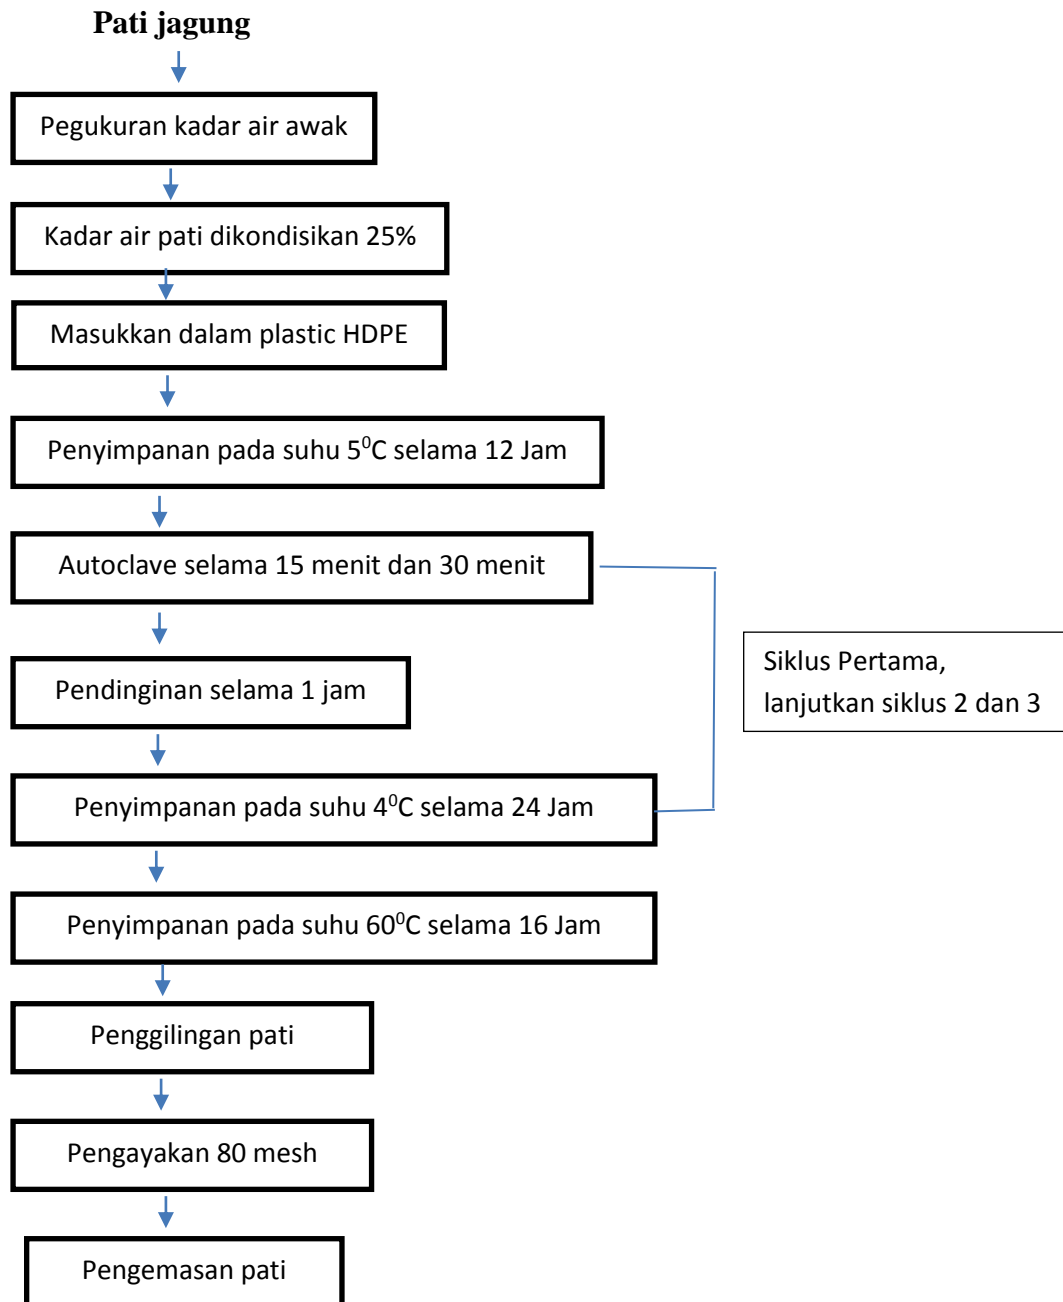 Pati jagung
Pegukuran kadar air awak
Kadar air pati dikondisikan 25%
Masukkan dalam plastic HDPE
Penyimpanan pada suhu 5⁰C selama 12 Jam
Autoclave selama 15 menit dan 30 menit
Siklus Pertama,
lanjutkan siklus 2 dan 3
Pendinginan selama 1 jam
Penyimpanan pada suhu 4⁰C selama 24 Jam
Penyimpanan pada suhu 60⁰C selama 16 Jam
Penggilingan pati
Pengayakan 80 mesh
Pengemasan pati